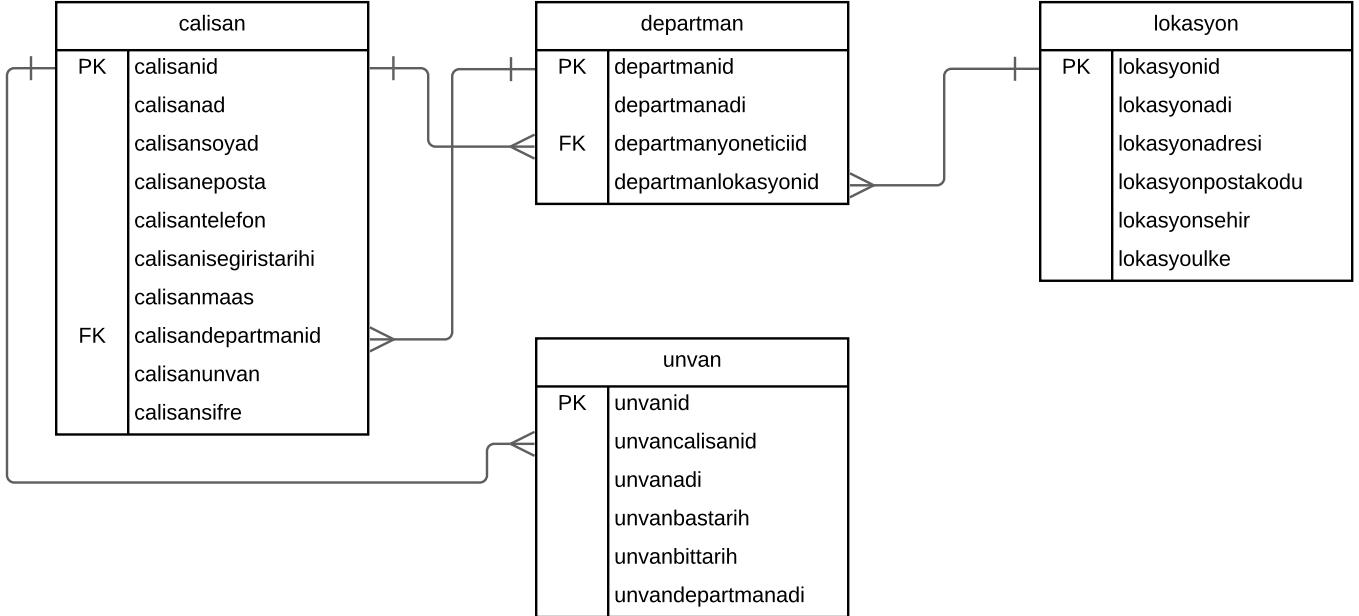 calisan
PK calisanid
calisanad
calisansoyad
calisaneposta
calisantelefon
calisanisegiristarihi
calisanmaas
FK calisandepartmanid
calisanunvan
calisansifre
departman
PK departmanid
departmanadi
FK departmanyoneticiid
departmanlokasyonid
lokasyon
PK lokasyonid
lokasyonadi
lokasyonadresi
lokasyonpostakodu
lokasyonsehir
lokasyoulke
unvan
PK unvanid
unvancalisanid
unvanadi
unvanbastarih
unvanbittarih
unvandepartmanadi